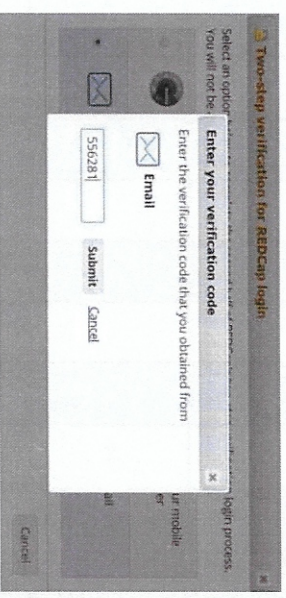 Two-step verification for REDCap login
Select an option
login process.
You will not be
Enter your verification code
Enter the verification code that you obtained from
Email
556281
Submit Cancel
ur mobile
er
ail
Cancel